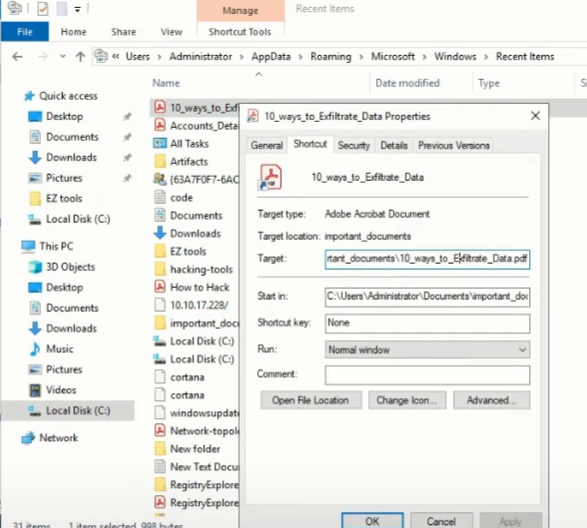 Manage
Recent Items
File
Home
Share
View
Shortcut Tools
« Users > Administrator > AppData > Roaming > Microsoft > Windows > Recent Items
Name
Date modified
Type
Quick access
Desktop
Documents
Downloads
Pictures
EZ tools
Local Disk (C:)
This PC
3D Objects
Desktop
Documents
Downloads
Music
Pictures
Videos
Local Disk (C:)
Network
10_ways_to_Exf
Accounts_Deta
All Tasks
Artifacts
{63A7F0F7-6AC
code
Documents
Downloads
EZ tools
hacking-tools
How to Hack
10.10.17.228/
important_docu
Local Disk (C:)
Local Disk (C:)
cortana
cortana
windowsupdat
Network-topol
New folder
New Text Docu
RegistryExplore
RegistryExplore
10_ways_to_Exfiltrate_Data Properties
General
Shortcut
Security
Details
Previous Versions
10_ways_to_Exfiltrate_Data
Target type: Adobe Acrobat Document
Target location: important_documents
Target: rtant_documents\10_ways_to_Exfiltrate_Data.pdf
Start in: C:\Users\Administrator\Documents\important_do
Shortcut key: None
Run: Normal window
Comment:
Open File Location
Change Icon...
Advanced...
OK
Cancel
Apply
31 items
1 item selected 998 bytes